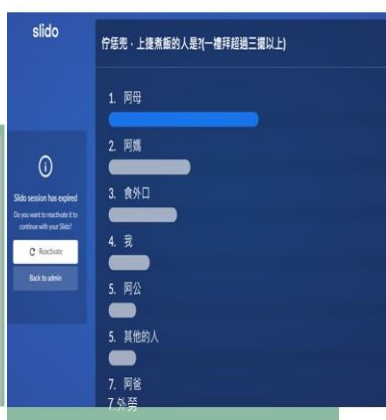 slido
佇恁兜，上捷煮飯的人是?(一禮拜超過三擺以上)
1. 阿母
2. 阿媽
3. 食外口
4. 我
5. 阿公
5. 其他的人
7. 阿爸
7.外勞
Slido session has expired
Do you want to reactivate it to
continue with your Slido?
Reactivate
Back to admin